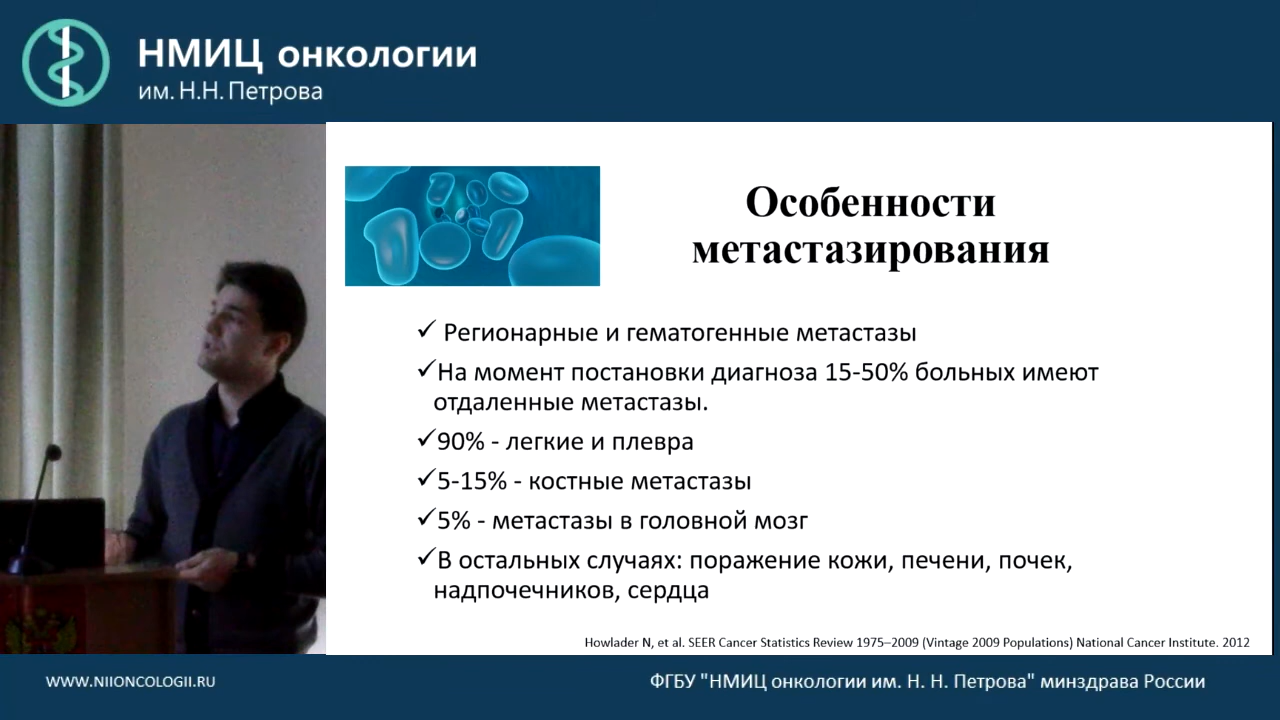 НМИЦ онкологии
им. Н.Н. Петрова
Особенности
метастазирования
✓ Регионарные и гематогенные метастазы
✓На момент постановки диагноза 15-50% больных имеют
отдаленные метастазы.
✓90% - легкие и плевра
✓5-15% - костные метастазы
✓5% - метастазы в головной мозг
✓В остальных случаях: поражение кожи, печени, почек,
надпочечников, сердца
Howlader N, et al. SEER Cancer Statistics Review 1975–2009 (Vintage 2009 Populations) National Cancer Institute. 2012
WWW.NIIONCOLOGII.RU
ФГБУ "НМИЦ онкологии им. Н. Н. Петрова" минздрава России